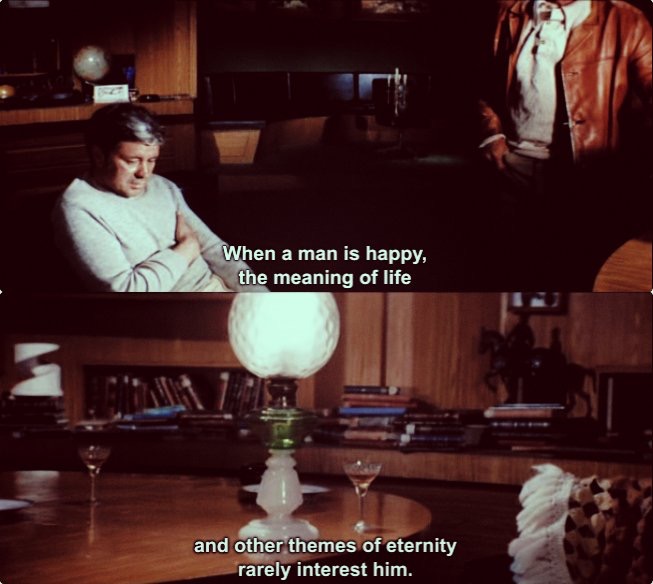 When a man is happy,
the meaning of life
and other themes of eternity
rarely interest him.